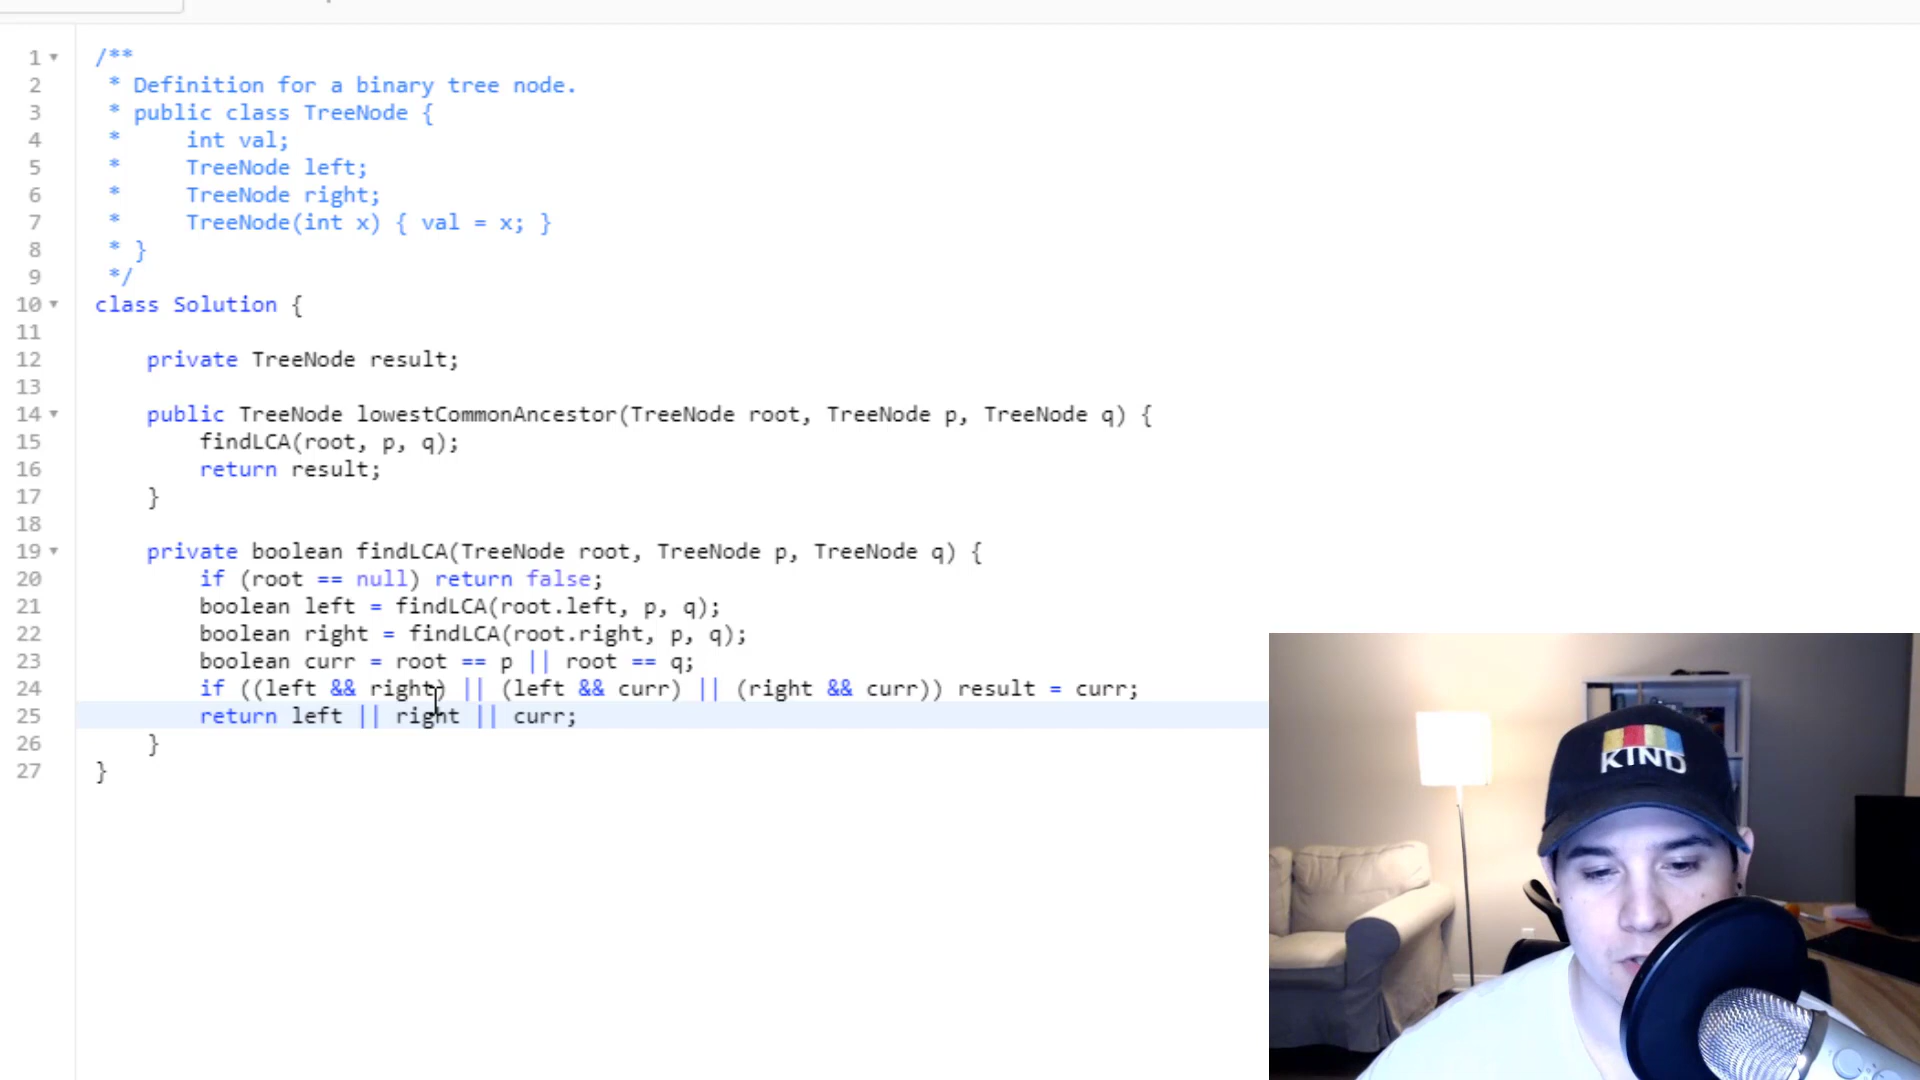 1 /**
2 * Definition for a binary tree node.
3 * public class TreeNode {
4 * int val;
5 * TreeNode left;
6 * TreeNode right;
7 * TreeNode(int x) { val = x; }
8 * }
9 */
10 class Solution {
11
12 private TreeNode result;
13
14 public TreeNode lowestCommonAncestor(TreeNode root, TreeNode p, TreeNode q) {
15 findLCA(root, p, q);
16 return result;
17 }
18
19 private boolean findLCA(TreeNode root, TreeNode p, TreeNode q) {
20 if (root == null) return false;
21 boolean left = findLCA(root.left, p, q);
22 boolean right = findLCA(root.right, p, q);
23 boolean curr = root == p || root == q;
24 if ((left && right) || (left && curr) || (right && curr)) result = curr;
25 return left || right || curr;
26 }
27 }
KIND